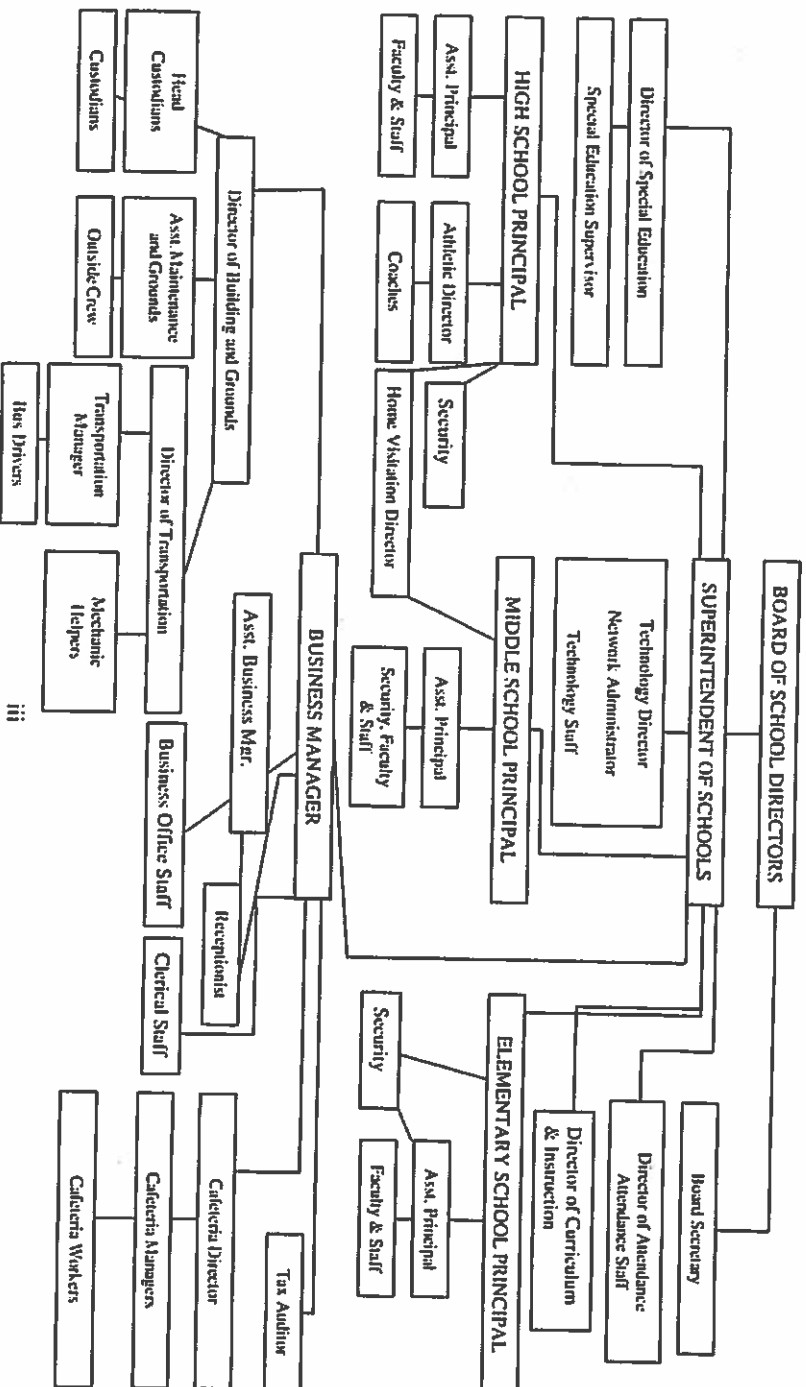 BOARD OF SCHOOL DIRECTORS
Board Secretary
SUPERINTENDENT OF SCHOOLS
Director of Special Education
Special Education Supervisor
Technology Director
Network Administrator
Technology Staff
Director of Attendance
Attendance Staff
Director of Curriculum
& Instruction
HIGH SCHOOL PRINCIPAL
Asst. Principal
Faculty & Staff
Athletic Director
Coaches
Security
Home Visitation Director
MIDDLE SCHOOL PRINCIPAL
Asst. Principal
Security, Faculty
& Staff
ELEMENTARY SCHOOL PRINCIPAL
Security
Asst. Principal
Faculty & Staff
BUSINESS MANAGER
Director of Building and Grounds
Head
Custodians
Custodians
Asst. Maintenance
and Grounds
Outside Crew
Director of Transportation
Transportation
Manager
Bus Drivers
Mechanic
Helpers
Asst. Business Mgr.
Business Office Staff
Receptionist
Clerical Staff
Tax Auditor
Cafeteria Director
Cafeteria Managers
Cafeteria Workers
iii